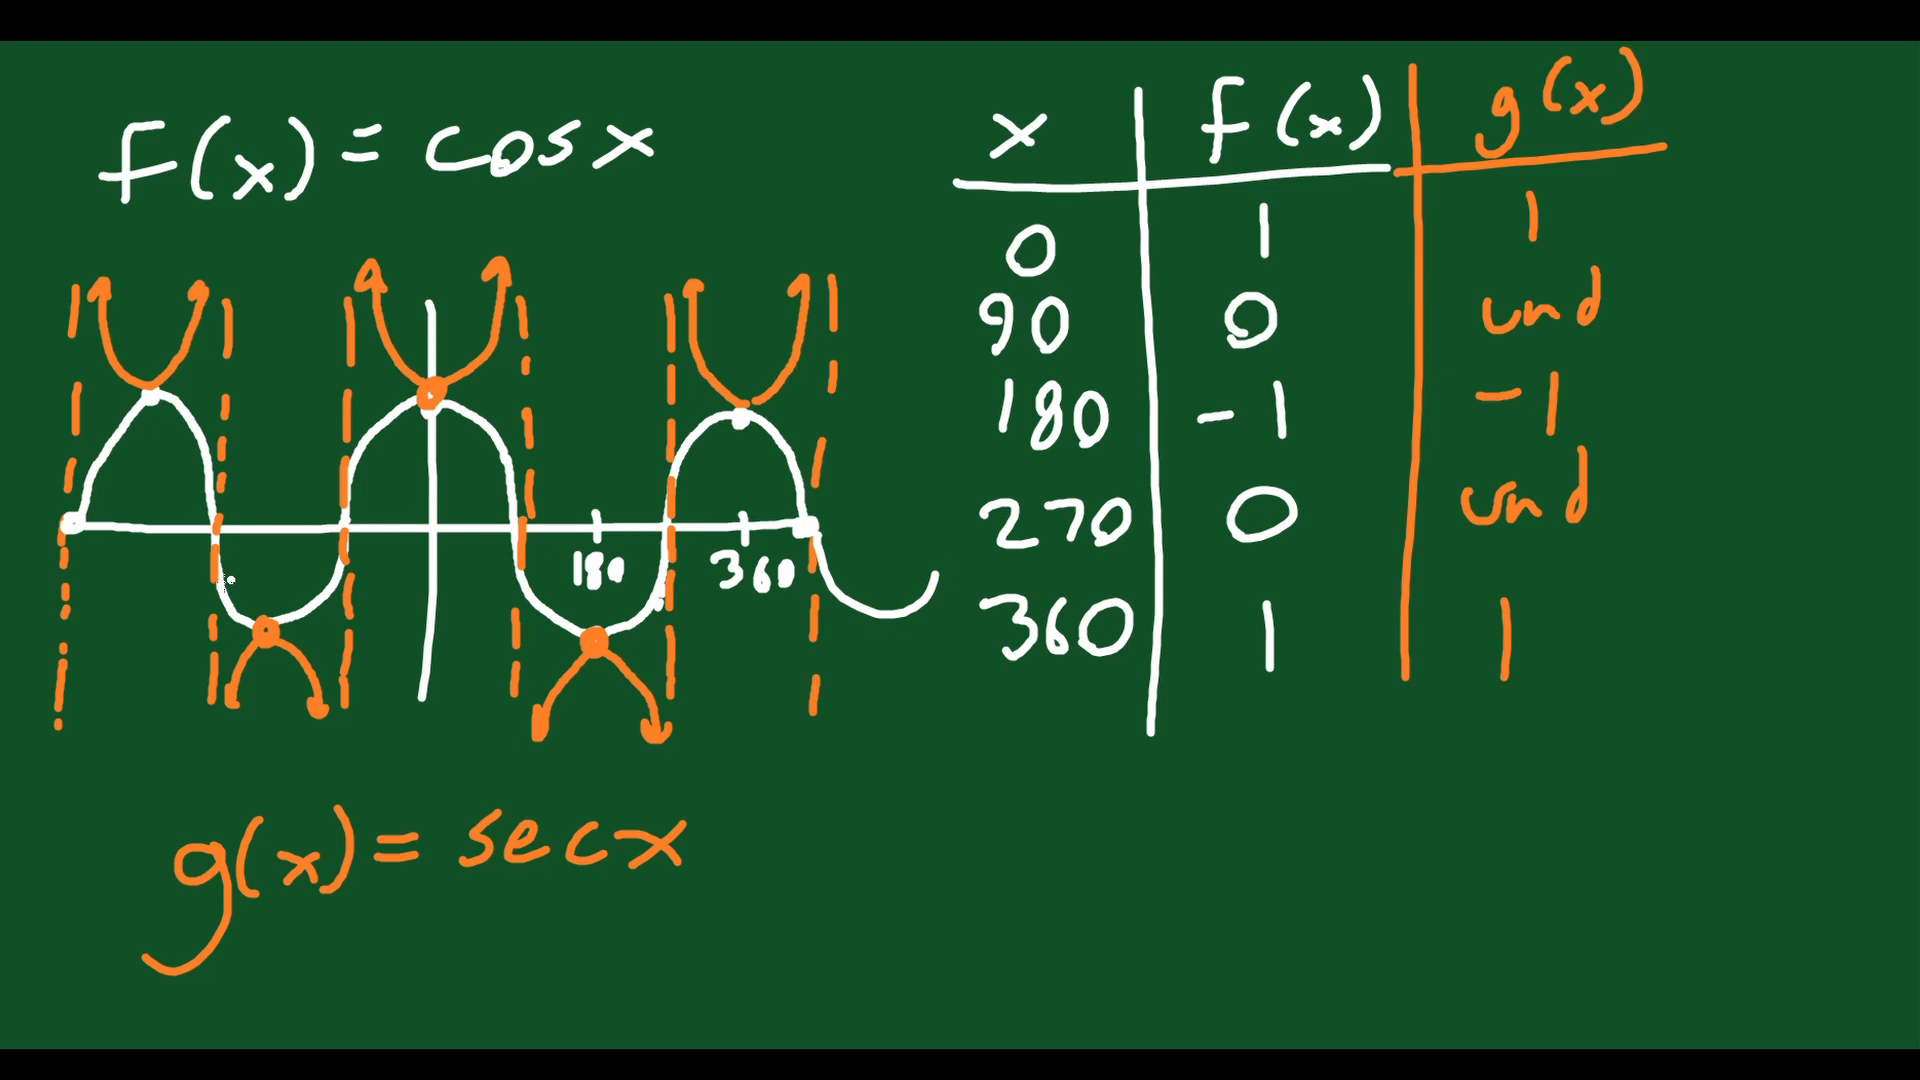 f(x) = cosx
x f(x) g(x)
0 1 1
90 0 und
180 -1 -1
270 0 und
360 1 1
180 360
g(x) = secx